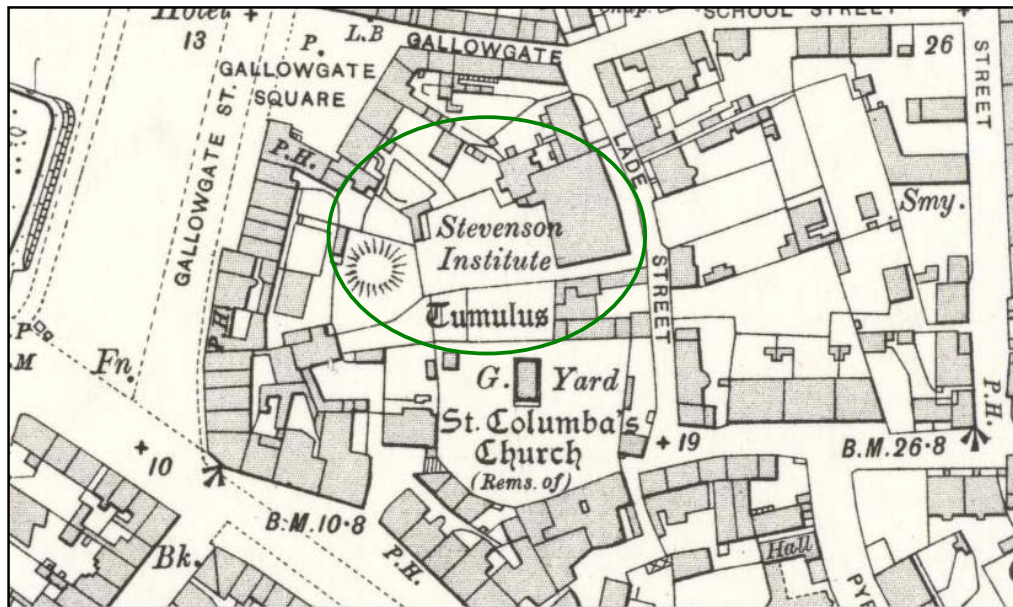 Hotel
13
P.
L.B
GALLOWGATE
SCHOOL STREET
26
STREET
GALLOWGATE
SQUARE
GALLOWGATE ST.
P.H.
LADE
STREET
Stevenson
Institute
Smy.
Tumulus
P.H.
P
M
Fn.
G. Yard
St. Columba's
Church
(Rems. of)
P.H.
10
19
B.M. 26·8
B.M. 10·8
Bk.
P.H.
Hall